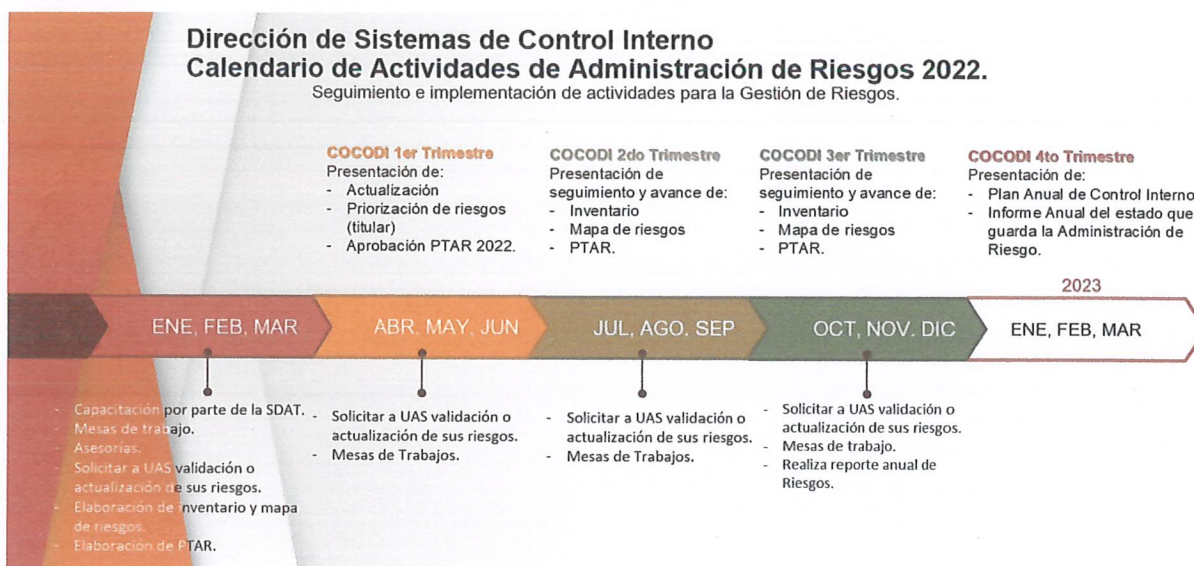 Dirección de Sistemas de Control Interno
Calendario de Actividades de Administración de Riesgos 2022.
Seguimiento e implementación de actividades para la Gestión de Riesgos.
COCODI 1er Trimestre
Presentación de:
- Actualización
- Priorización de riesgos
(titular)
- Aprobación PTAR 2022.
COCODI 2do Trimestre
Presentación de
seguimiento y avance de:
- Inventario
- Mapa de riesgos
- PTAR.
COCODI 3er Trimestre
Presentación de
seguimiento y avance de:
- Inventario
- Mapa de riesgos
- PTAR.
COCODI 4to Trimestre
Presentación de:
- Plan Anual de Control Interno
- Informe Anual del estado que
guarda la Administración de
Riesgo.
2023
ENE, FEB, MAR
ABR, MAY, JUN
JUL, AGO. SEP
OCT, NOV. DIC
ENE, FEB, MAR
- Capacitación por parte de la SDAT.
- Mesas de trabajo.
- Asesorías.
- Solicitar a UAS validación o
actualización de sus riesgos.
- Elaboración de inventario y mapa
de riesgos.
- Elaboración de PTAR.
- Solicitar a UAS validación o
actualización de sus riesgos.
- Mesas de Trabajos.
- Solicitar a UAS validación o
actualización de sus riesgos.
- Mesas de Trabajos.
- Solicitar a UAS validación o
actualización de sus riesgos.
- Mesas de trabajo.
- Realiza reporte anual de
Riesgos.